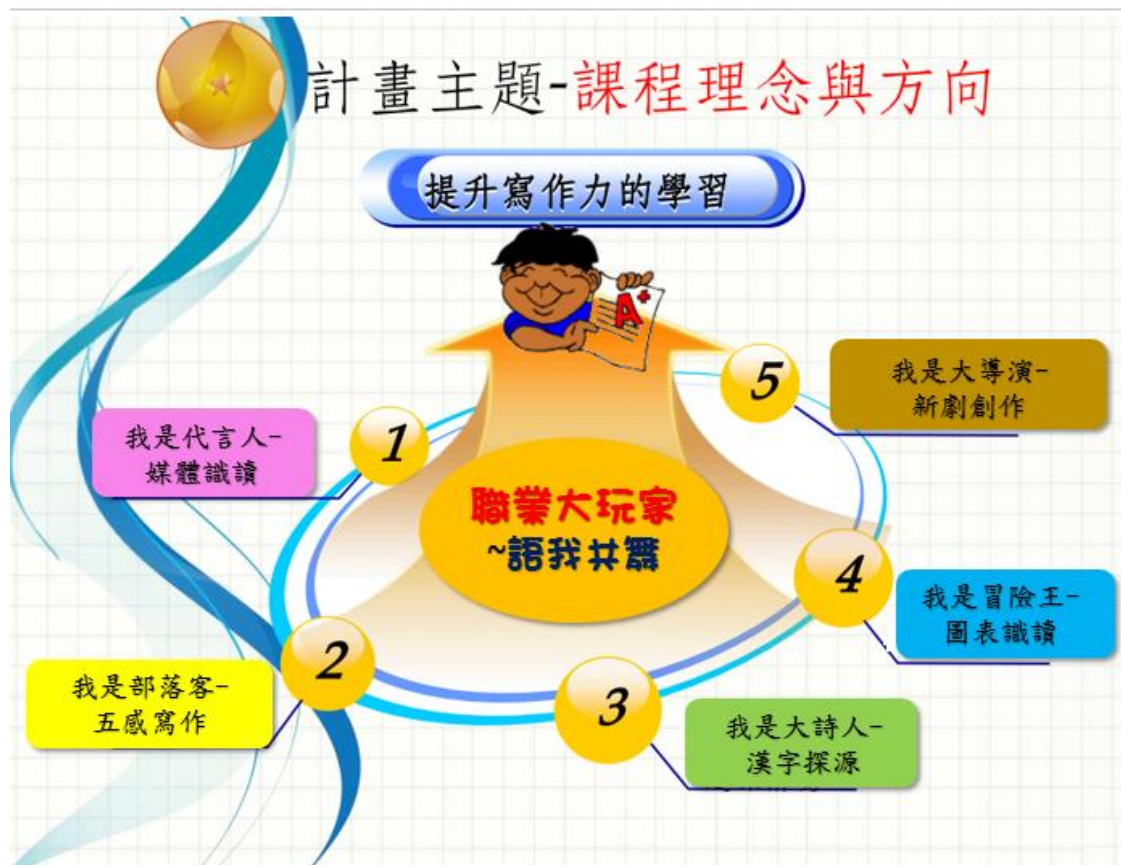 計畫主題-課程理念與方向
提升寫作力的學習
A+
職業大玩家
~語我共舞
1
我是代言人-
媒體識讀
2
我是部落客-
五感寫作
3
我是大詩人-
漢字探源
4
我是冒險王-
圖表識讀
5
我是大導演-
新劇創作